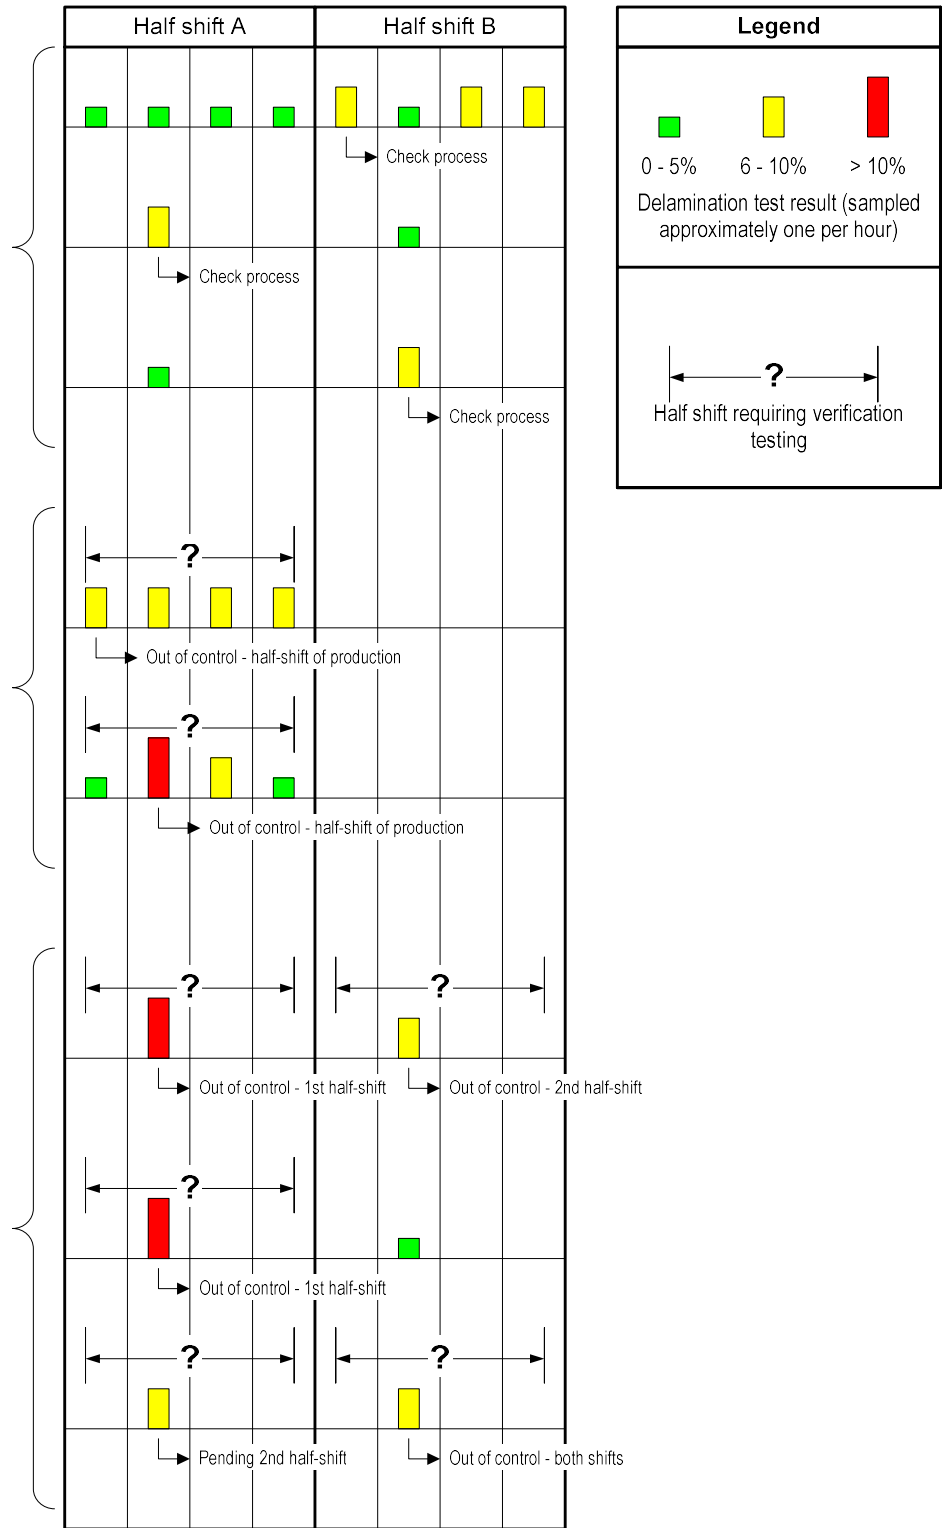 Half shift A
Half shift B
Legend
0 - 5%
6 - 10%
> 10%
Delamination test result (sampled
approximately one per hour)
?
Half shift requiring verification
testing
Check process
Check process
Check process
?
Out of control - half-shift of production
?
Out of control - half-shift of production
?
?
Out of control - 1st half-shift
Out of control - 2nd half-shift
?
Out of control - 1st half-shift
?
?
Pending 2nd half-shift
Out of control - both shifts